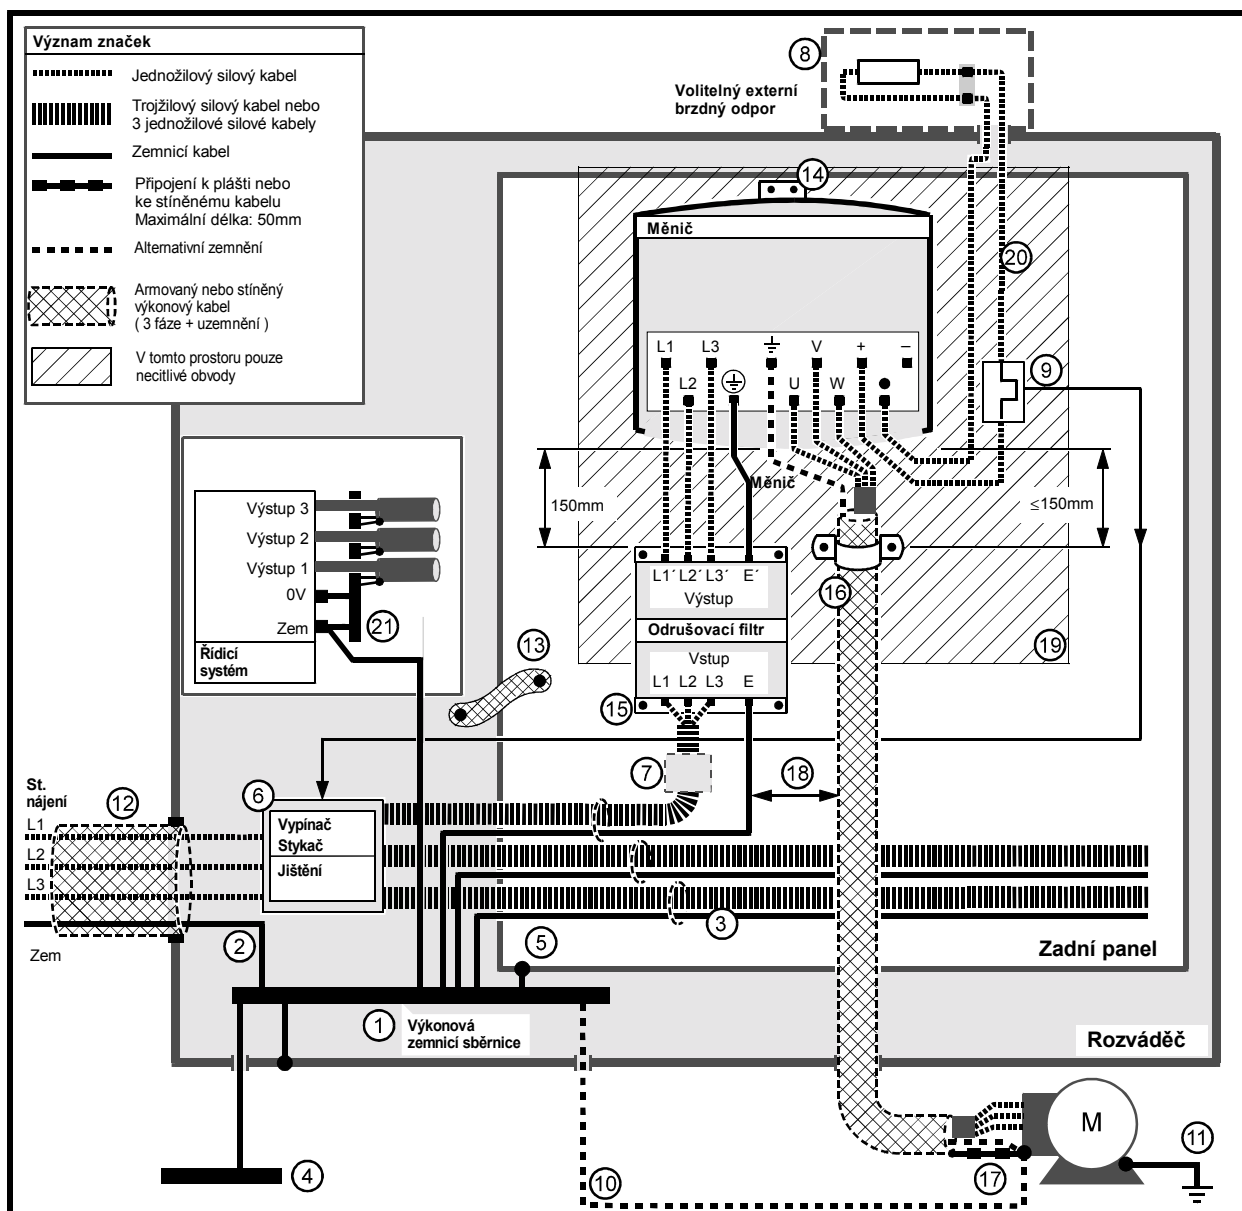 Význam značek
Jednožilový silový kabel
Trojžilový silový kabel nebo
3 jednožilové silové kabely
Zemnicí kabel
Připojení k plášti nebo
ke stíněnému kabelu
Maximální délka: 50mm
Alternativní zemnění
Armovaný nebo stíněný
výkonový kabel
( 3 fáze + uzemnění )
V tomto prostoru pouze
necitlivé obvody
8
Volitelný externí
brzdný odpor
14
Měnič
20
L1 L3 V + –
L2 U W
9
Měnič
150mm
≤150mm
Výstup 3
Výstup 2
Výstup 1
0V
Zem
21
Řídicí
systém
L1´ L2´ L3´ E´
Výstup
16
Odrušovací filtr
13
19
Vstup
L1 L2 L3 E
15
7
18
St.
nájení
12
6
L1
L2
L3
Zem
Vypínač
Stykač
Jištění
2
3
5
Zadní panel
1
Výkonová
zemnicí sběrnice
Rozváděč
M
11
4
10
17